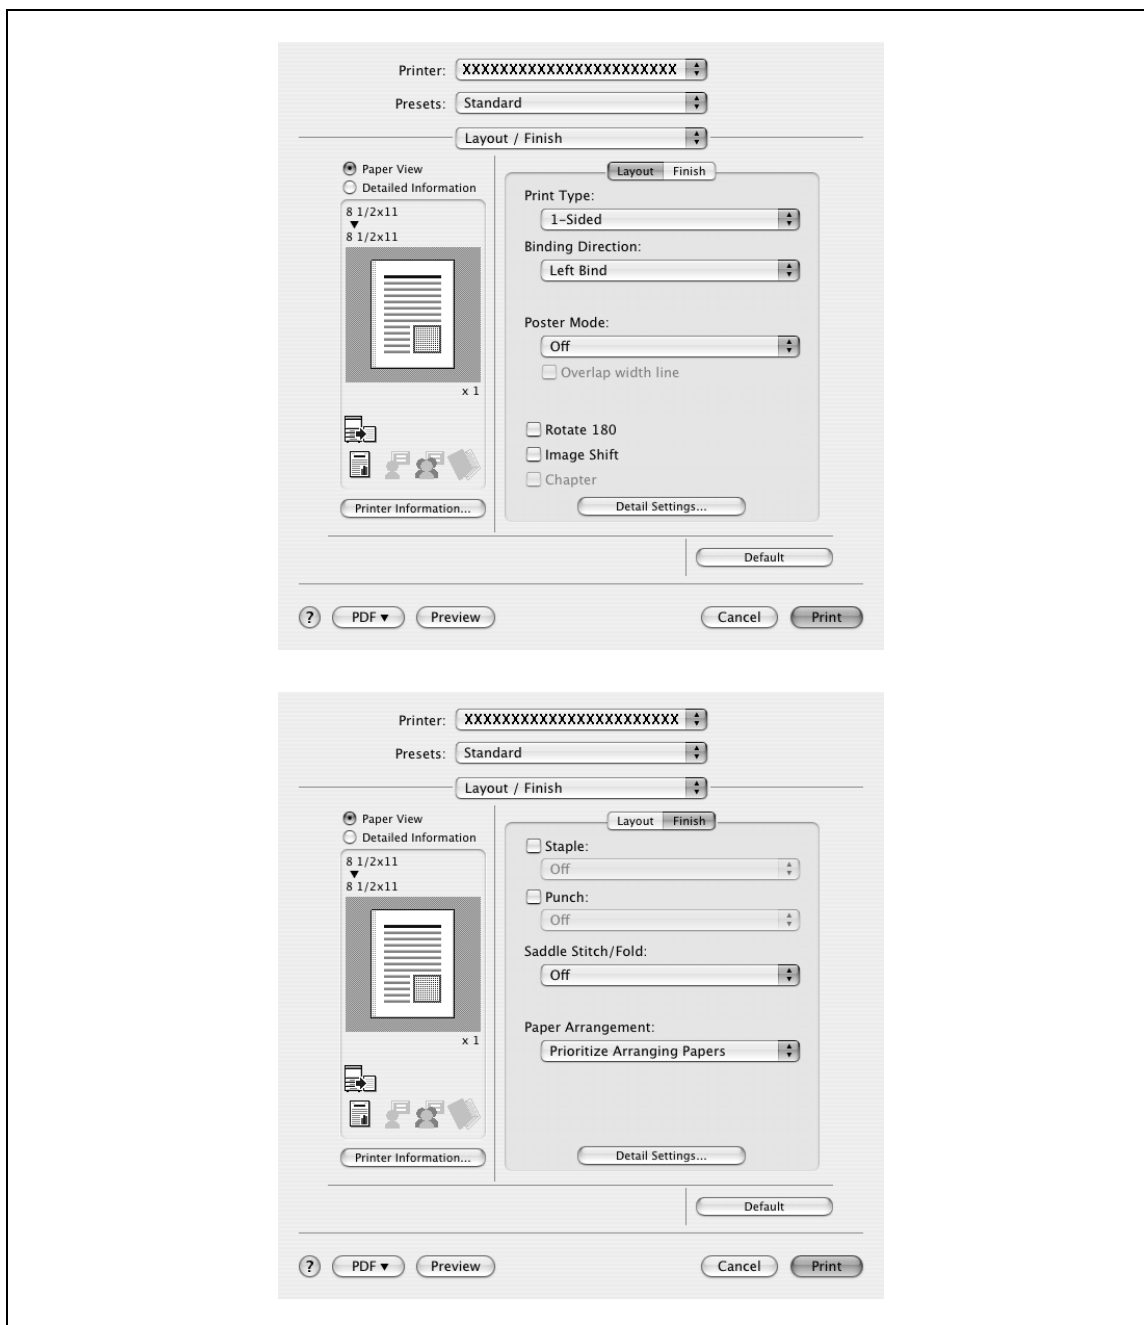 Printer: XXXXXXXXXXXXXXXXXXXXXXX
Presets: Standard
Layout / Finish
Paper View
Detailed Information
8 1/2x11
8 1/2x11
x 1
Printer Information...
Layout Finish
Print Type:
1-Sided
Binding Direction:
Left Bind
Poster Mode:
Off
Overlap width line
Rotate 180
Image Shift
Chapter
Detail Settings...
Default
? PDF Preview Cancel Print
Printer: XXXXXXXXXXXXXXXXXXXXXXX
Presets: Standard
Layout / Finish
Paper View
Detailed Information
8 1/2x11
8 1/2x11
x 1
Printer Information...
Layout Finish
Staple:
Off
Punch:
Off
Saddle Stitch/Fold:
Off
Paper Arrangement:
Prioritize Arranging Papers
Detail Settings...
Default
? PDF Preview Cancel Print